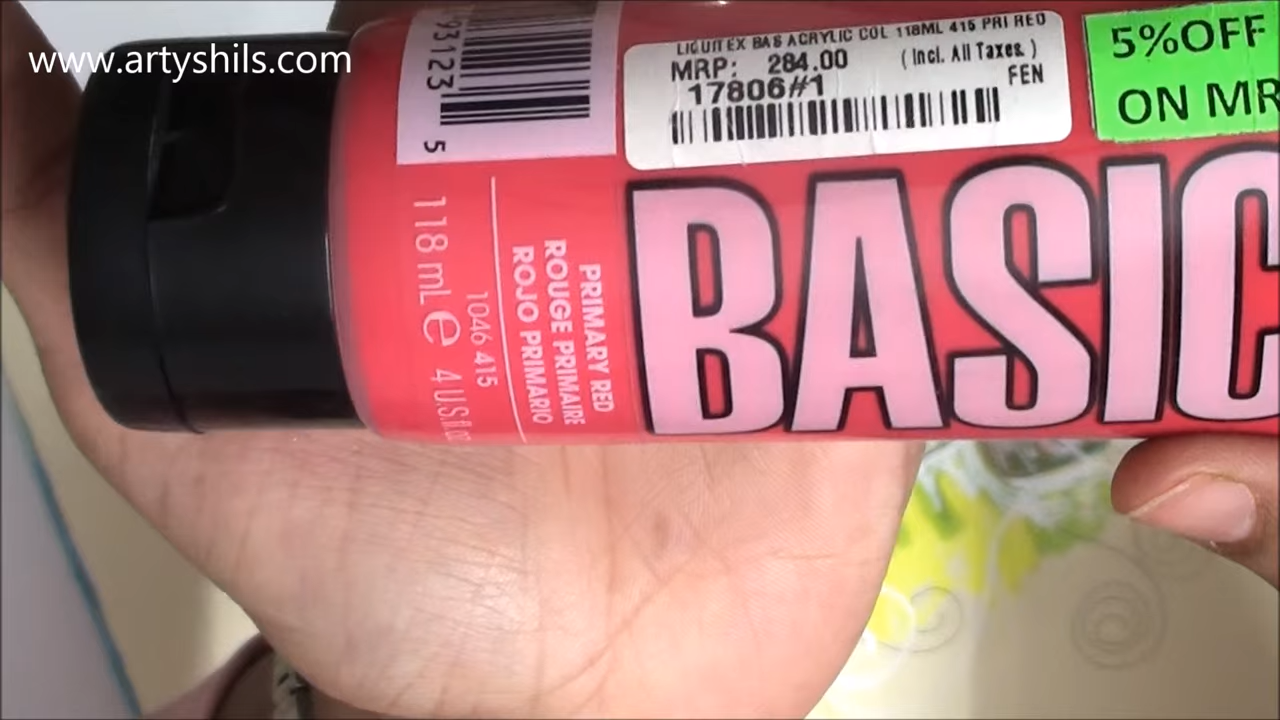 www.artyshils.com
93123 5
LIQUITEX BAS ACRYLIC COL 118ML 415 PRI RED
MRP: 284.00 (Incl. All Taxes.)
17806#1 FEN
5%OFF
ON MR
BASIC
PRIMARY RED
ROUGE PRIMAIRE
ROJO PRIMARIO
1046 415
118 mL e 4 U.S.